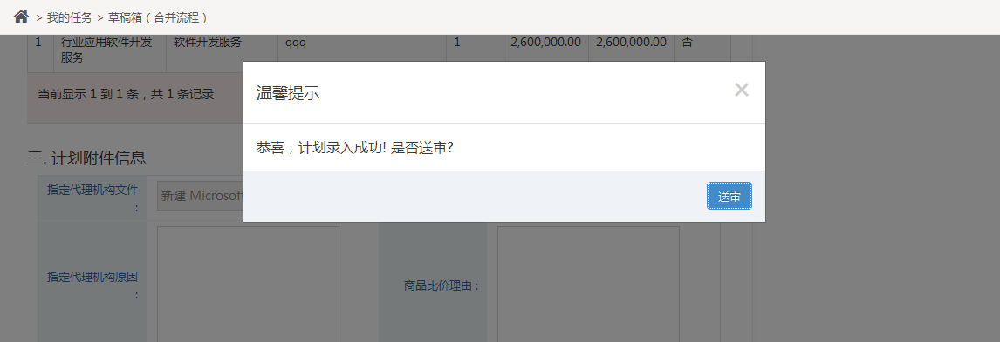 > 我的任务 > 草稿箱（合并流程）
1 行业应用软件开发服务 软件开发服务 qqq 1 2,600,000.00 2,600,000.00 否
当前显示 1 到 1 条，共 1 条记录
温馨提示 ×
恭喜，计划录入成功! 是否送审?
送审
三. 计划附件信息
指定代理机构文件： 新建 Microsoft
指定代理机构原因： 商品比价理由：